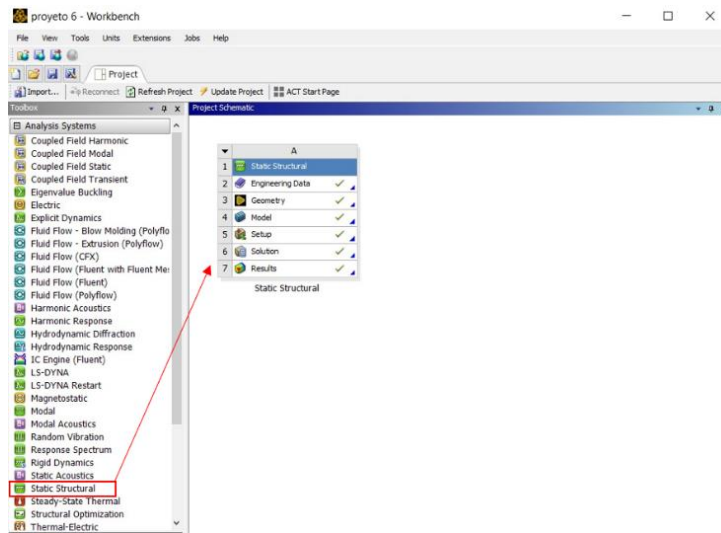 proyeto 6 - Workbench
File View Tools Units Extensions Jobs Help
Project
Import... Reconnect Refresh Project Update Project ACT Start Page
Toolbox
Project Schematic
Analysis Systems
Coupled Field Harmonic
Coupled Field Modal
Coupled Field Static
Coupled Field Transient
Eigenvalue Buckling
Electric
Explicit Dynamics
Fluid Flow - Blow Molding (Polyflo
Fluid Flow - Extrusion (Polyflow)
Fluid Flow (CFX)
Fluid Flow (Fluent with Fluent Me
Fluid Flow (Fluent)
Fluid Flow (Polyflow)
Harmonic Acoustics
Harmonic Response
Hydrodynamic Diffraction
Hydrodynamic Response
IC Engine (Fluent)
LS-DYNA
LS-DYNA Restart
Magnetostatic
Modal
Modal Acoustics
Random Vibration
Response Spectrum
Rigid Dynamics
Static Acoustics
Static Structural
Steady-State Thermal
Structural Optimization
Thermal-Electric
A
1 Static Structural
2 Engineering Data
3 Geometry
4 Model
5 Setup
6 Solution
7 Results
Static Structural